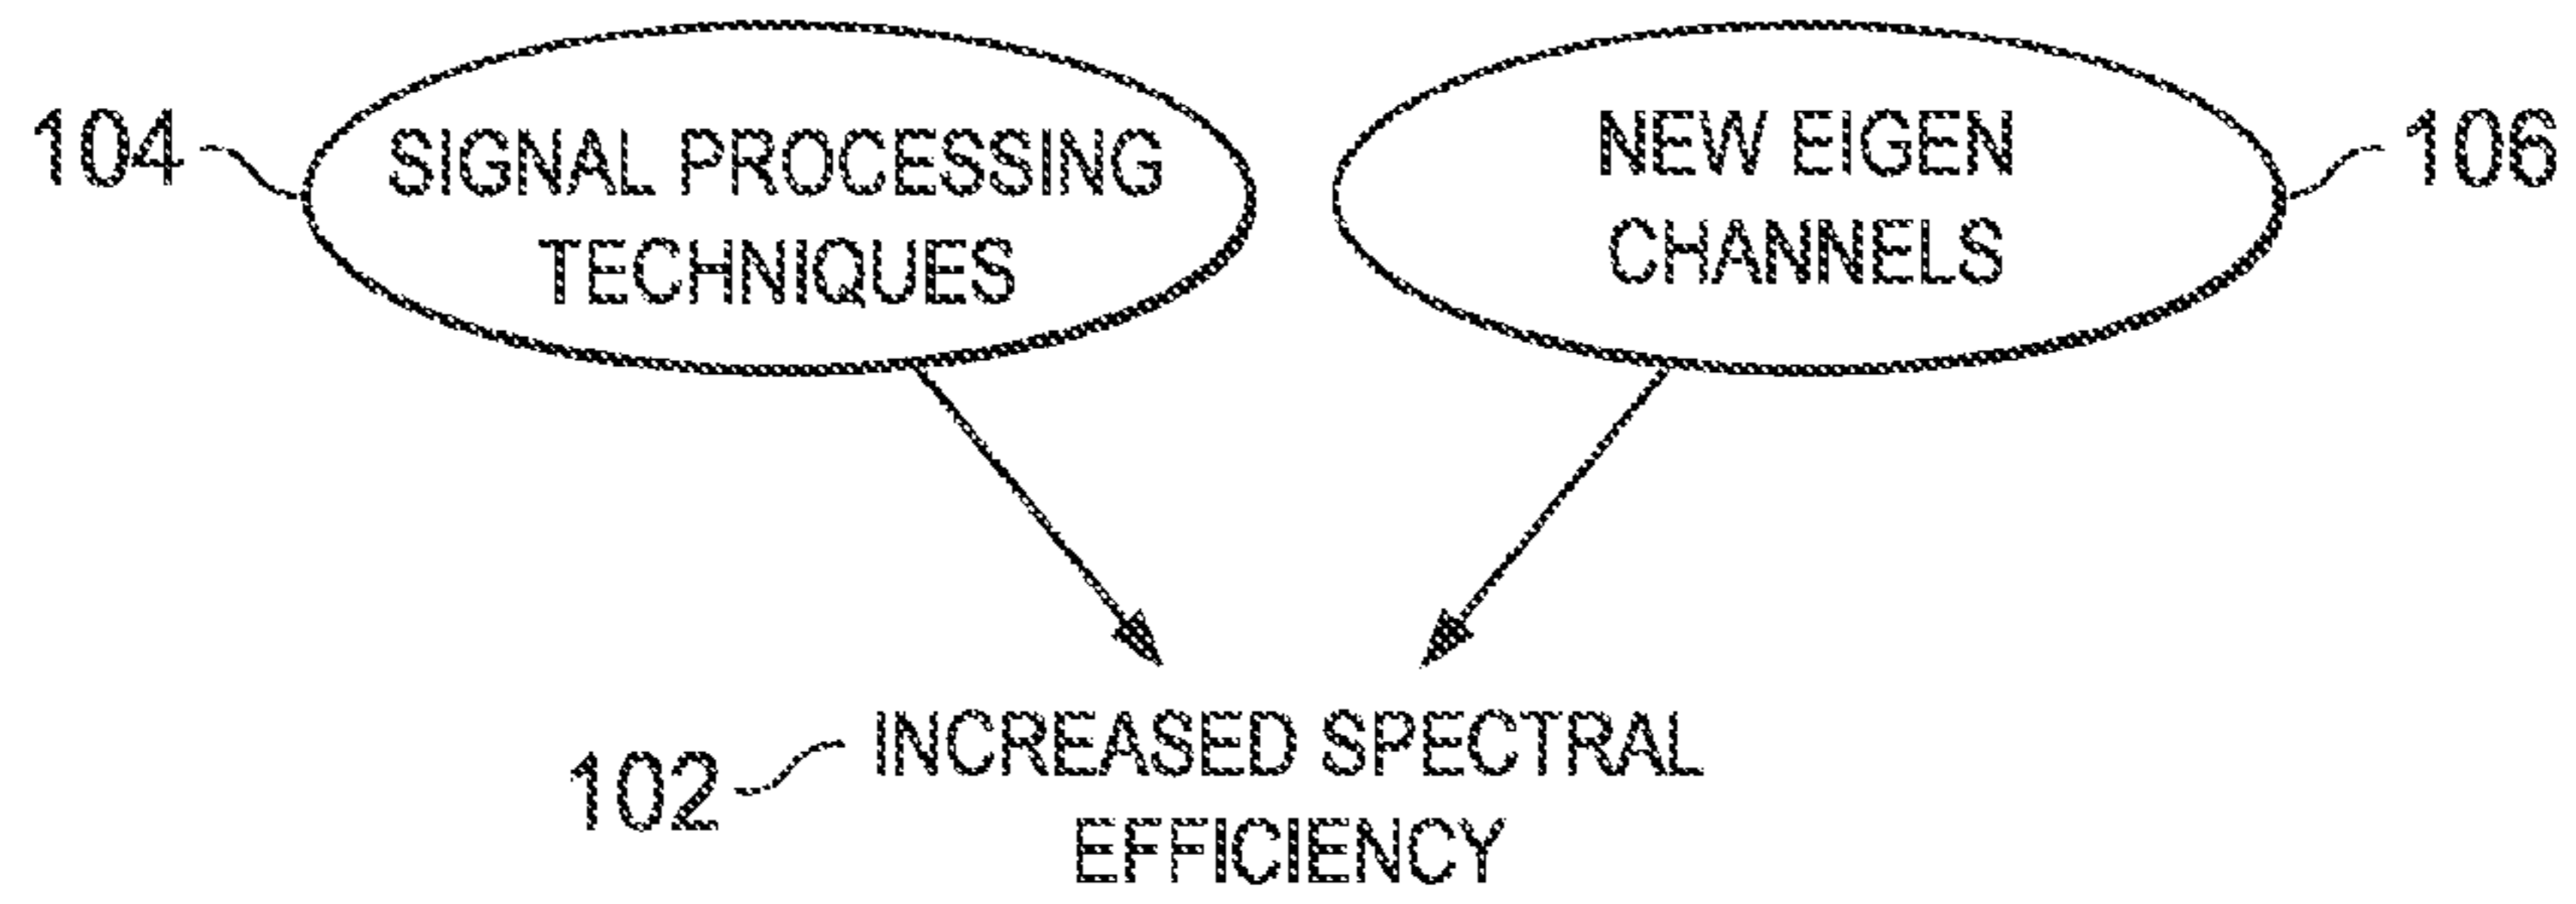 104
SIGNAL PROCESSING
TECHNIQUES
NEW EIGEN
CHANNELS
106
102
INCREASED SPECTRAL
EFFICIENCY